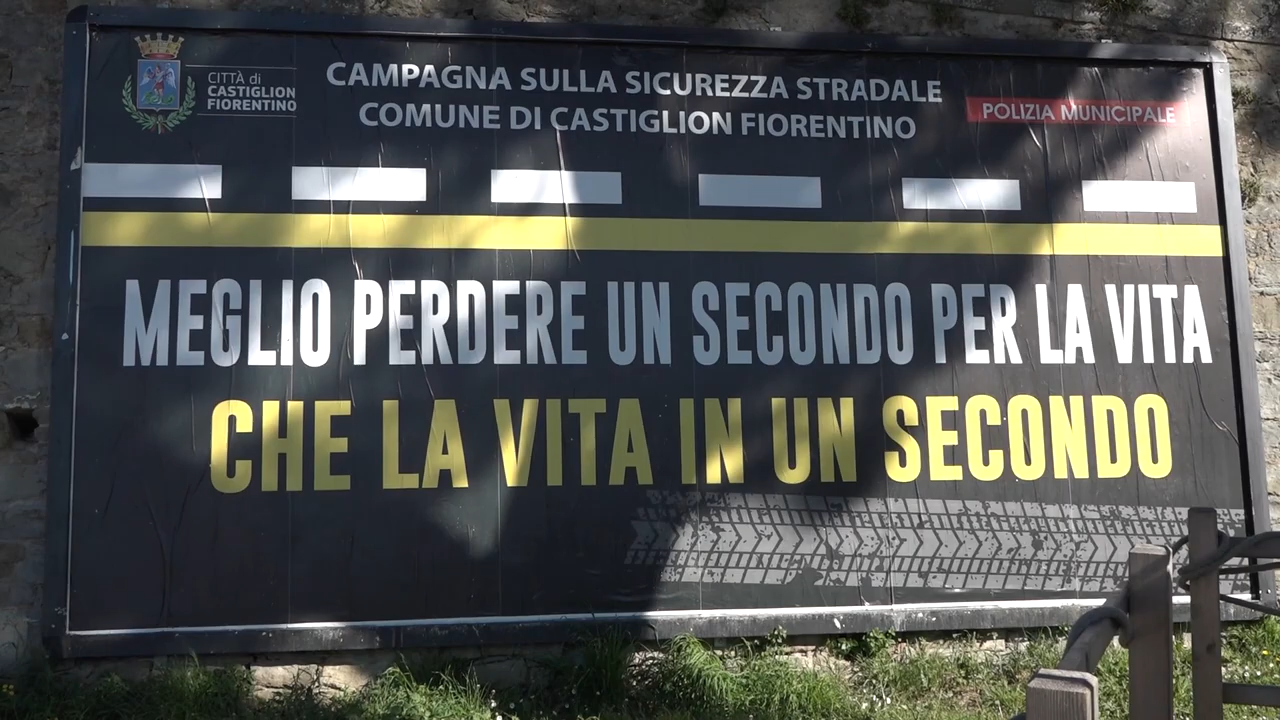 CITTÀ di
CASTIGLION
FIORENTINO
CAMPAGNA SULLA SICUREZZA STRADALE
COMUNE DI CASTIGLION FIORENTINO
POLIZIA MUNICIPALE
MEGLIO PERDERE UN SECONDO PER LA VITA
CHE LA VITA IN UN SECONDO